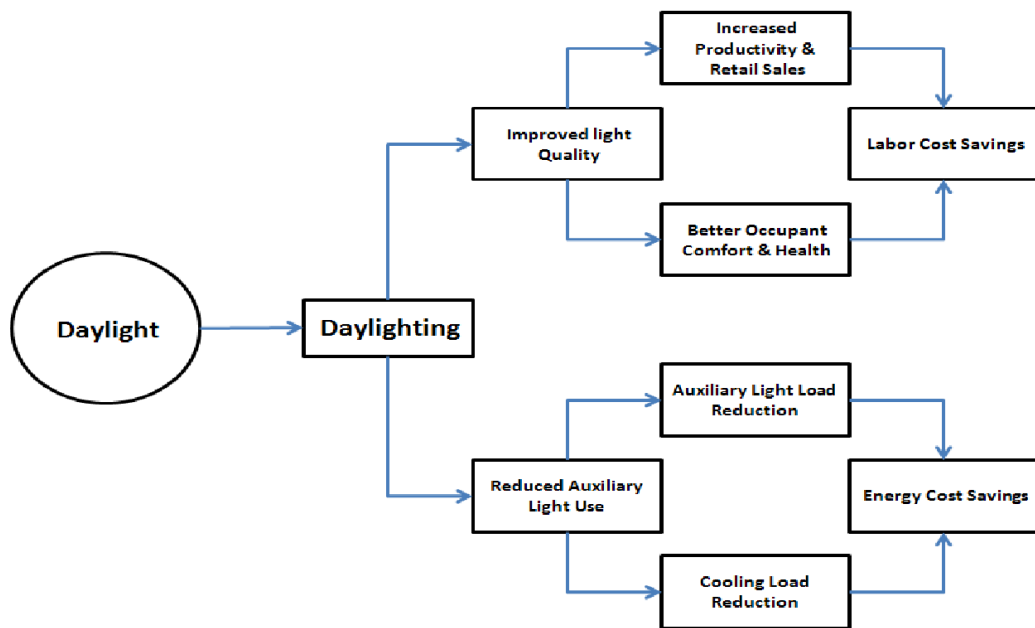 Increased
Productivity &
Retail Sales
Improved light
Quality
Labor Cost Savings
Better Occupant
Comfort & Health
Daylight
Daylighting
Auxiliary Light Load
Reduction
Reduced Auxiliary
Light Use
Energy Cost Savings
Cooling Load
Reduction